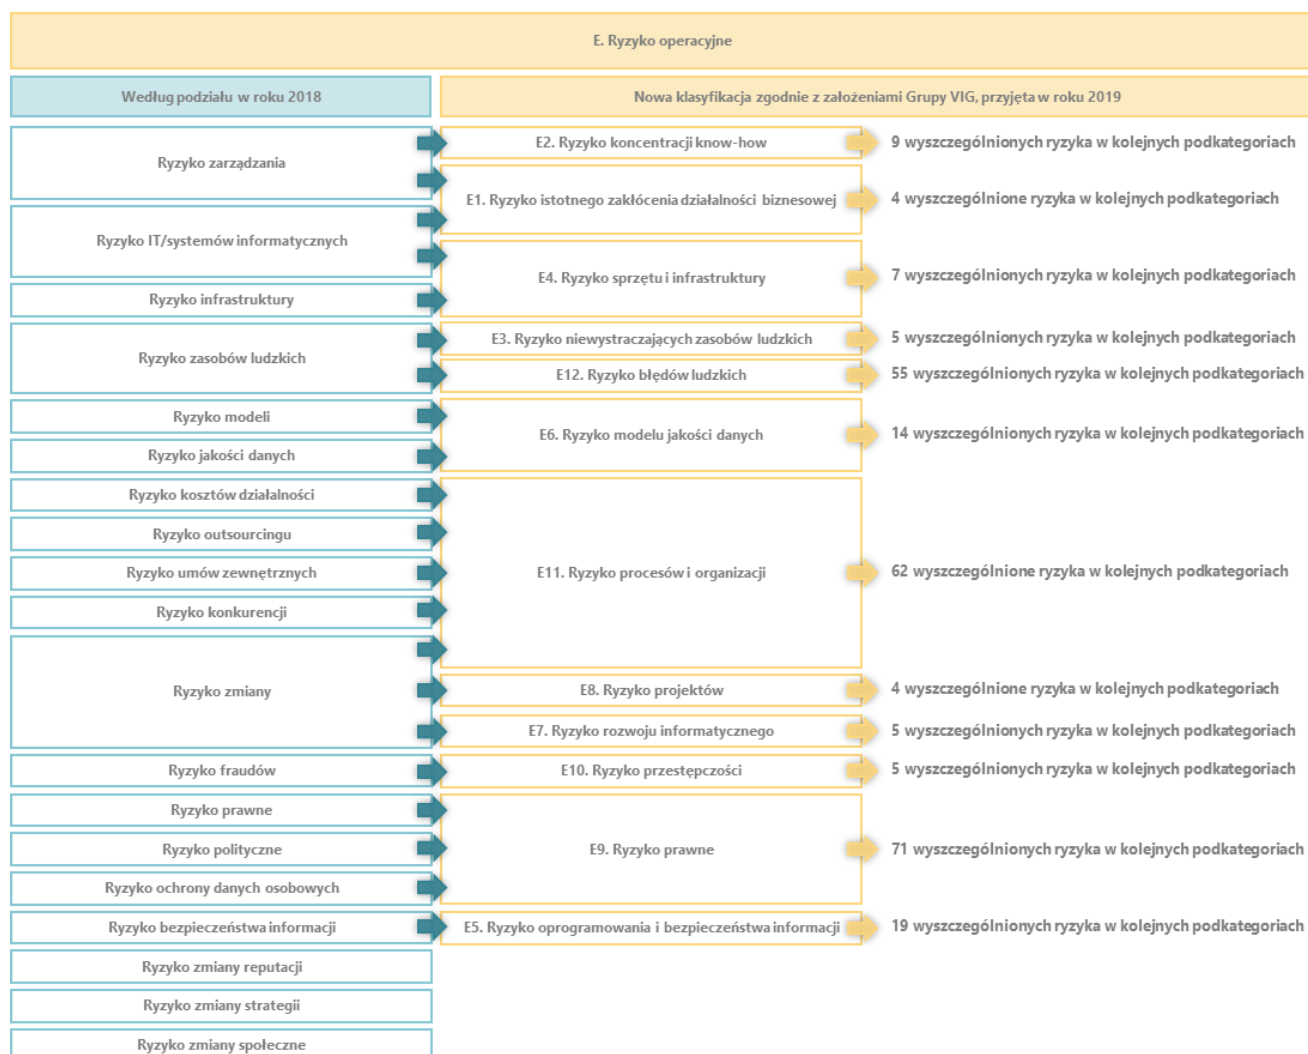 E. Ryzyko operacyjne
Według podziału w roku 2018
Nowa klasyfikacja zgodnie z założeniami Grupy VIG, przyjęta w roku 2019
Ryzyko zarządzania
E2. Ryzyko koncentracji know-how
9 wyszczególnionych ryzyka w kolejnych podkategoriach
E1. Ryzyko istotnego zakłócenia działalności biznesowej
4 wyszczególnione ryzyka w kolejnych podkategoriach
Ryzyko IT/systemów informatycznych
E4. Ryzyko sprzętu i infrastruktury
7 wyszczególnionych ryzyka w kolejnych podkategoriach
Ryzyko infrastruktury
Ryzyko zasobów ludzkich
E3. Ryzyko niewystraczających zasobów ludzkich
5 wyszczególnionych ryzyka w kolejnych podkategoriach
E12. Ryzyko błędów ludzkich
55 wyszczególnionych ryzyka w kolejnych podkategoriach
Ryzyko modeli
E6. Ryzyko modelu jakości danych
14 wyszczególnionych ryzyka w kolejnych podkategoriach
Ryzyko jakości danych
Ryzyko kosztów działalności
Ryzyko outsourcingu
Ryzyko umów zewnętrznych
E11. Ryzyko procesów i organizacji
62 wyszczególnione ryzyka w kolejnych podkategoriach
Ryzyko konkurencji
Ryzyko zmiany
E8. Ryzyko projektów
4 wyszczególnione ryzyka w kolejnych podkategoriach
E7. Ryzyko rozwoju informatycznego
5 wyszczególnionych ryzyka w kolejnych podkategoriach
Ryzyko fraudów
E10. Ryzyko przestępczości
5 wyszczególnionych ryzyka w kolejnych podkategoriach
Ryzyko prawne
Ryzyko polityczne
E9. Ryzyko prawne
71 wyszczególnionych ryzyka w kolejnych podkategoriach
Ryzyko ochrony danych osobowych
Ryzyko bezpieczeństwa informacji
E5. Ryzyko oprogramowania i bezpieczeństwa informacji
19 wyszczególnionych ryzyka w kolejnych podkategoriach
Ryzyko zmiany reputacji
Ryzyko zmiany strategii
Ryzyko zmiany społeczne